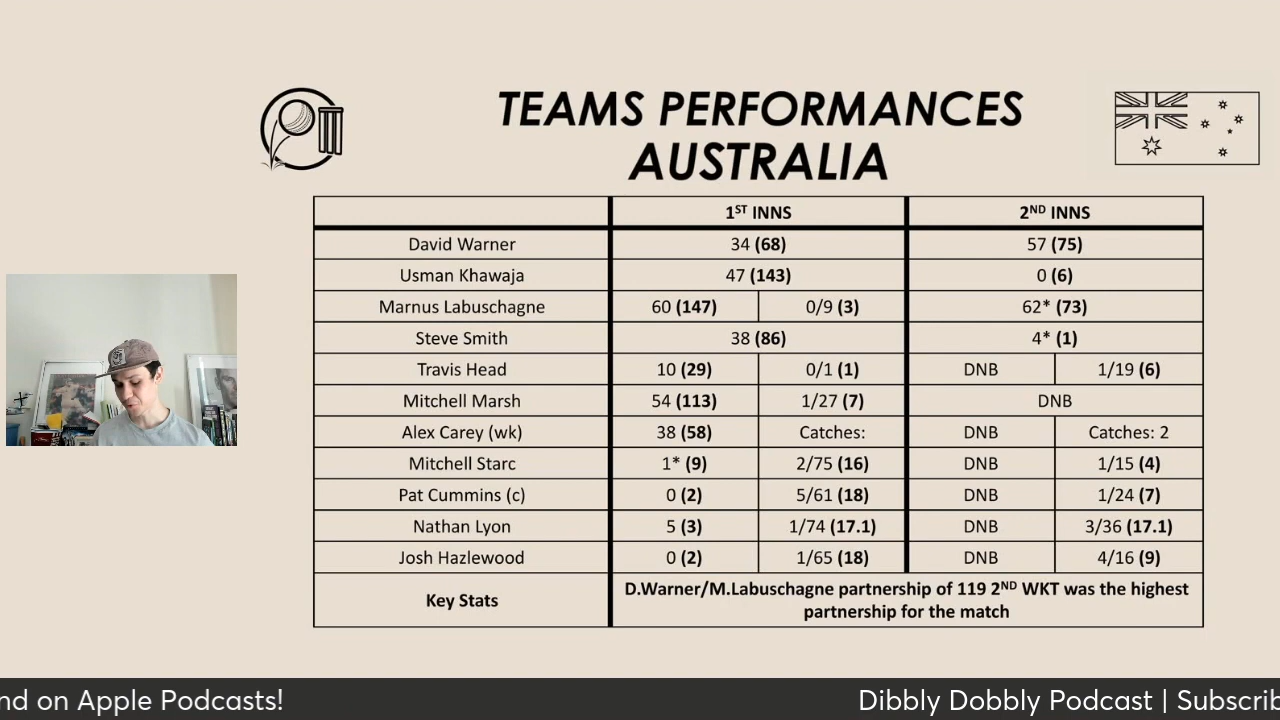 TEAMS PERFORMANCES
AUSTRALIA
1ST INNS 2ND INNS
David Warner 34 (68) 57 (75)
Usman Khawaja 47 (143) 0 (6)
Marnus Labuschagne 60 (147) 0/9 (3) 62* (73)
Steve Smith 38 (86) 4* (1)
Travis Head 10 (29) 0/1 (1) DNB 1/19 (6)
Mitchell Marsh 54 (113) 1/27 (7) DNB
Alex Carey (wk) 38 (58) Catches: DNB Catches: 2
Mitchell Starc 1* (9) 2/75 (16) DNB 1/15 (4)
Pat Cummins (c) 0 (2) 5/61 (18) DNB 1/24 (7)
Nathan Lyon 5 (3) 1/74 (17.1) DNB 3/36 (17.1)
Josh Hazlewood 0 (2) 1/65 (18) DNB 4/16 (9)
Key Stats D.Warner/M.Labuschagne partnership of 119 2ND WKT was the highest
partnership for the match
nd on Apple Podcasts! Dibbly Dobbly Podcast | Subscrib